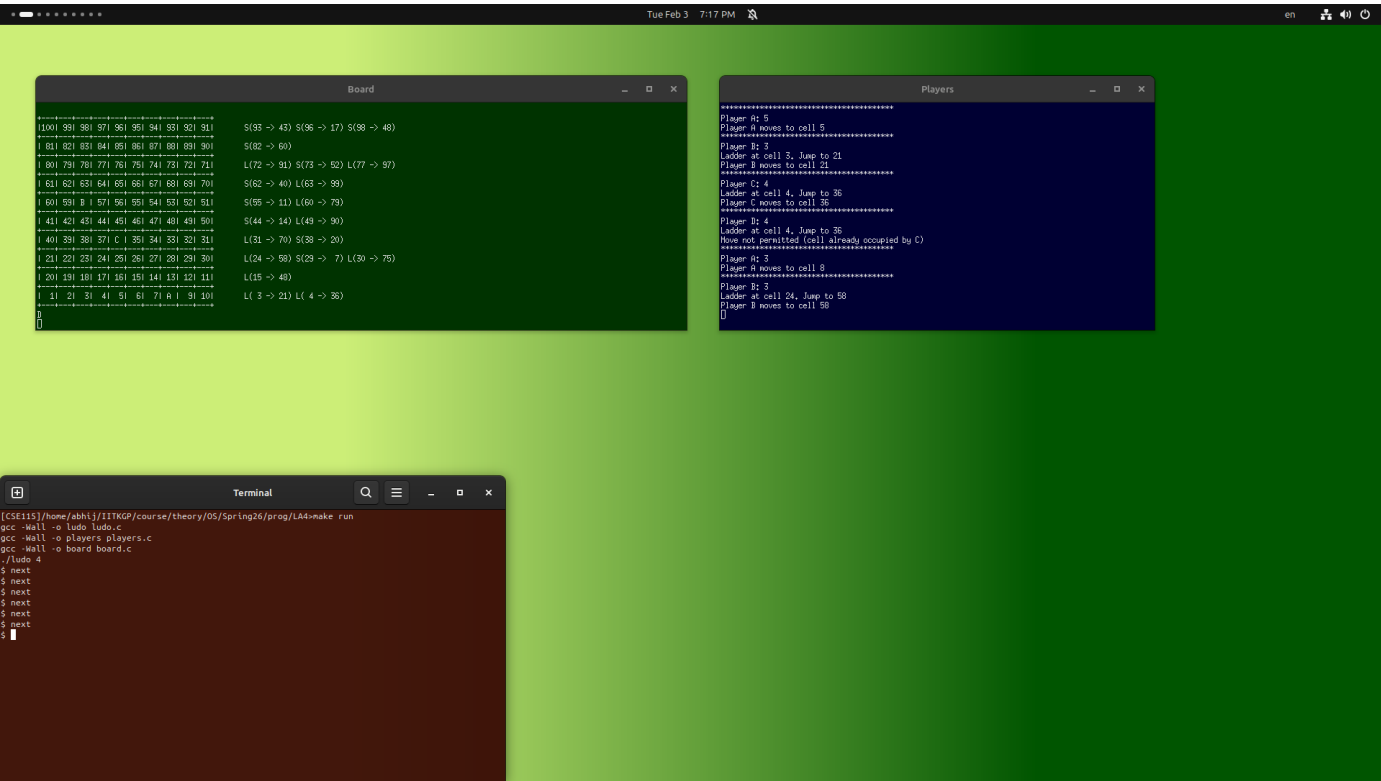 Tue Feb 3 7:17 PM
en
Board
+---+---+---+---+---+---+---+---+---+---+
|100| 99| 98| 97| 96| 95| 94| 93| 92| 91| S(93 -> 43) S(96 -> 17) S(98 -> 48)
+---+---+---+---+---+---+---+---+---+---+
| 81| 82| 83| 84| 85| 86| 87| 88| 89| 90| S(82 -> 60)
+---+---+---+---+---+---+---+---+---+---+
| 80| 79| 78| 77| 76| 75| 74| 73| 72| 71| L(72 -> 91) S(73 -> 52) L(77 -> 97)
+---+---+---+---+---+---+---+---+---+---+
| 61| 62| 63| 64| 65| 66| 67| 68| 69| 70| S(62 -> 40) L(63 -> 99)
+---+---+---+---+---+---+---+---+---+---+
| 60| 59| B | 57| 56| 55| 54| 53| 52| 51| S(55 -> 11) L(60 -> 79)
+---+---+---+---+---+---+---+---+---+---+
| 41| 42| 43| 44| 45| 46| 47| 48| 49| 50| S(44 -> 14) L(49 -> 90)
+---+---+---+---+---+---+---+---+---+---+
| 40| 39| 38| 37| C | 35| 34| 33| 32| 31| L(31 -> 70) S(38 -> 20)
+---+---+---+---+---+---+---+---+---+---+
| 21| 22| 23| 24| 25| 26| 27| 28| 29| 30| L(24 -> 58) S(29 ->  7) L(30 -> 75)
+---+---+---+---+---+---+---+---+---+---+
| 20| 19| 18| 17| 16| 15| 14| 13| 12| 11| L(15 -> 48)
+---+---+---+---+---+---+---+---+---+---+
|  1|  2|  3|  4|  5|  6|  7| A |  9| 10| L( 3 -> 21) L( 4 -> 36)
+---+---+---+---+---+---+---+---+---+---+
D
Players
*****************************************
Player A: 5
Player A moves to cell 5
*****************************************
Player B: 3
Ladder at cell 3. Jump to 21
Player B moves to cell 21
*****************************************
Player C: 4
Ladder at cell 4. Jump to 36
Player C moves to cell 36
*****************************************
Player D: 4
Ladder at cell 4. Jump to 36
Move not permitted (cell already occupied by C)
*****************************************
Player A: 3
Player A moves to cell 8
*****************************************
Player B: 3
Ladder at cell 24. Jump to 58
Player B moves to cell 58
Terminal
[CSE115]/home/abhij/IITKGP/course/theory/OS/Spring26/prog/LA4>make run
gcc -Wall -o ludo ludo.c
gcc -Wall -o players players.c
gcc -Wall -o board board.c
./ludo 4
$ next
$ next
$ next
$ next
$ next
$ next
$